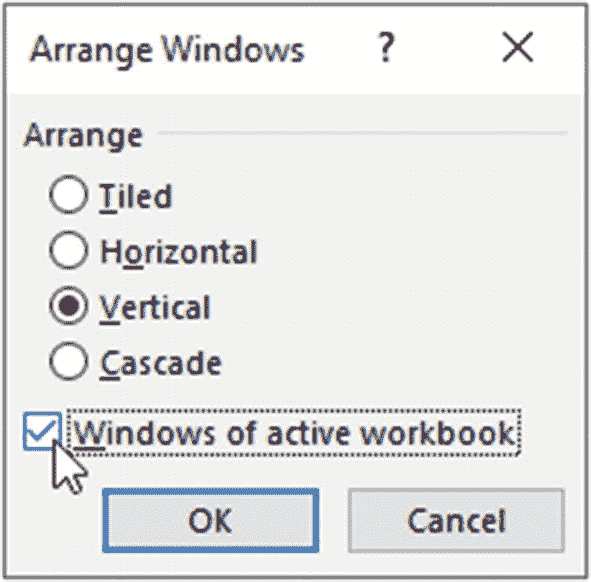 Arrange Windows ?
Arrange
Tiled
Horizontal
Vertical
Cascade
Windows of active workbook
OK Cancel